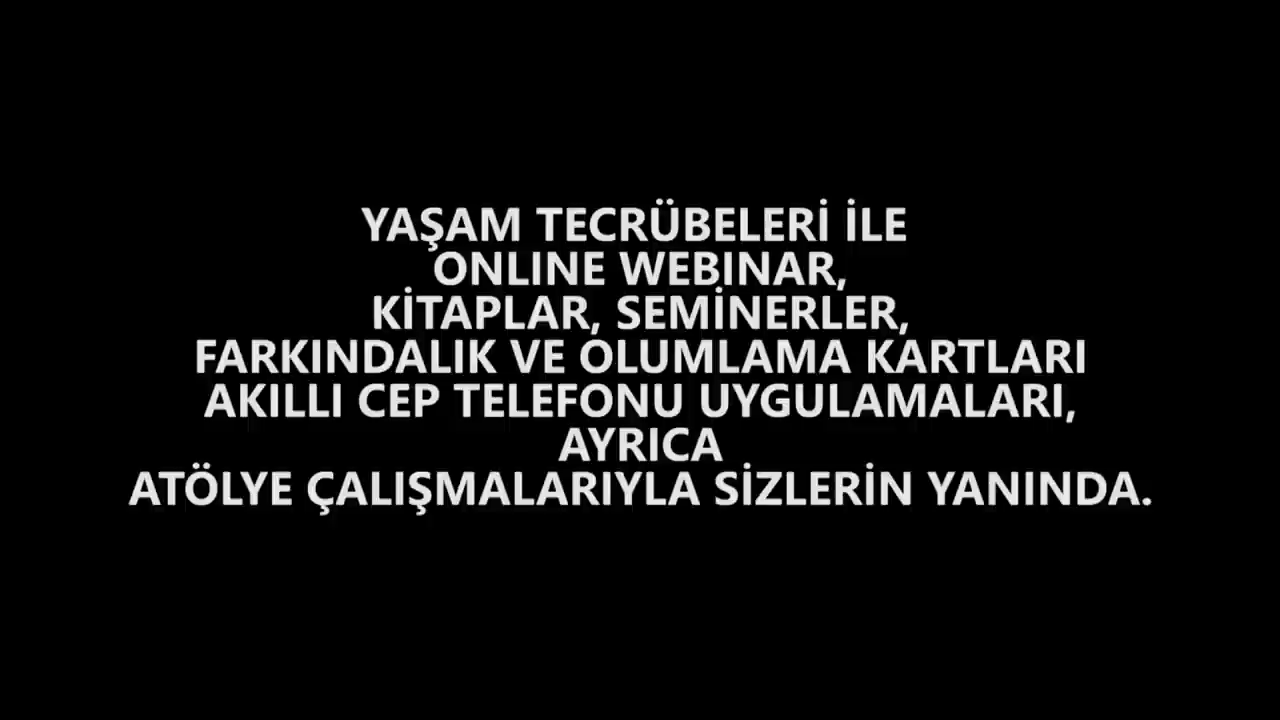 YAŞAM TECRÜBELERİ İLE
ONLINE WEBINAR,
KİTAPLAR, SEMİNERLER,
FARKINDALIK VE OLUMLAMA KARTLARI
AKILLI CEP TELEFONU UYGULAMALARI,
AYRICA
ATÖLYE ÇALIŞMALARIYLA SİZLERİN YANINDA.